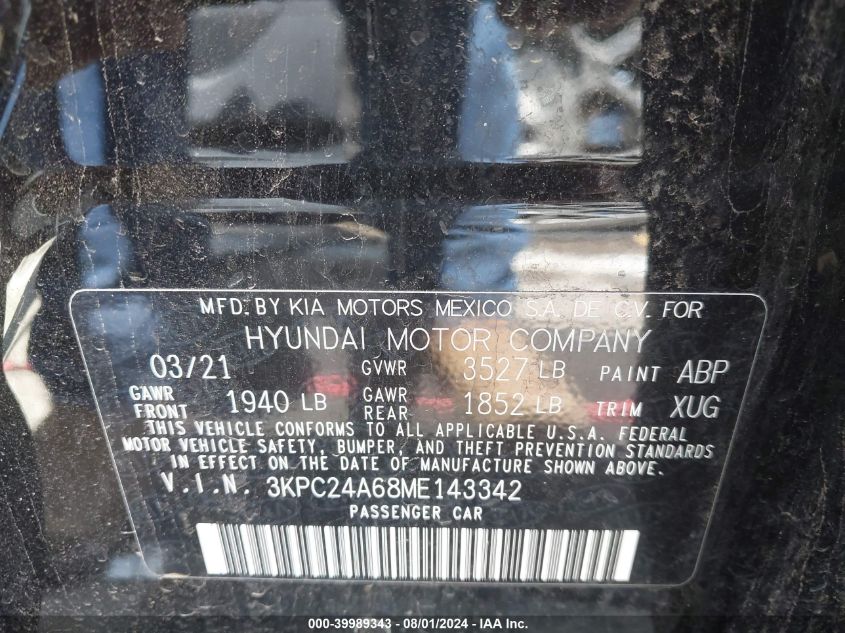 MFD. BY KIA MOTORS MEXICO S.A. DE C.V. FOR
HYUNDAI MOTOR COMPANY
03/21 GVWR 3527 LB PAINT ABP
GAWR FRONT 1940 LB GAWR REAR 1852 LB TRIM XUG
THIS VEHICLE CONFORMS TO ALL APPLICABLE U.S.A. FEDERAL
MOTOR VEHICLE SAFETY, BUMPER, AND THEFT PREVENTION STANDARDS
IN EFFECT ON THE DATE OF MANUFACTURE SHOWN ABOVE.
V.I.N. 3KPC24A68ME143342
PASSENGER CAR
000-39989343 - 08/01/2024 - IAA Inc.